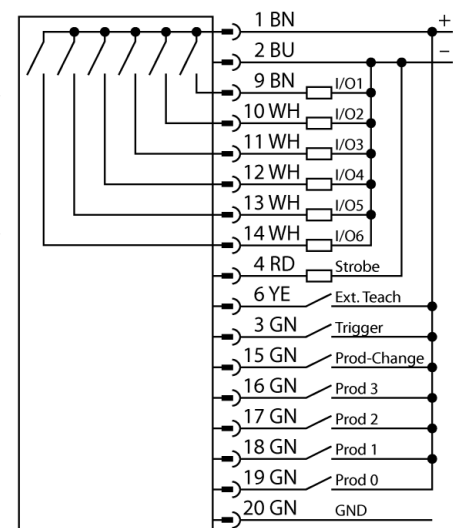 1 BN +
2 BU −
9 BN I/O1
10 WH I/O2
11 WH I/O3
12 WH I/O4
13 WH I/O5
14 WH I/O6
4 RD Strobe
6 YE Ext. Teach
3 GN Trigger
15 GN Prod-Change
16 GN Prod 3
17 GN Prod 2
18 GN Prod 1
19 GN Prod 0
20 GN GND